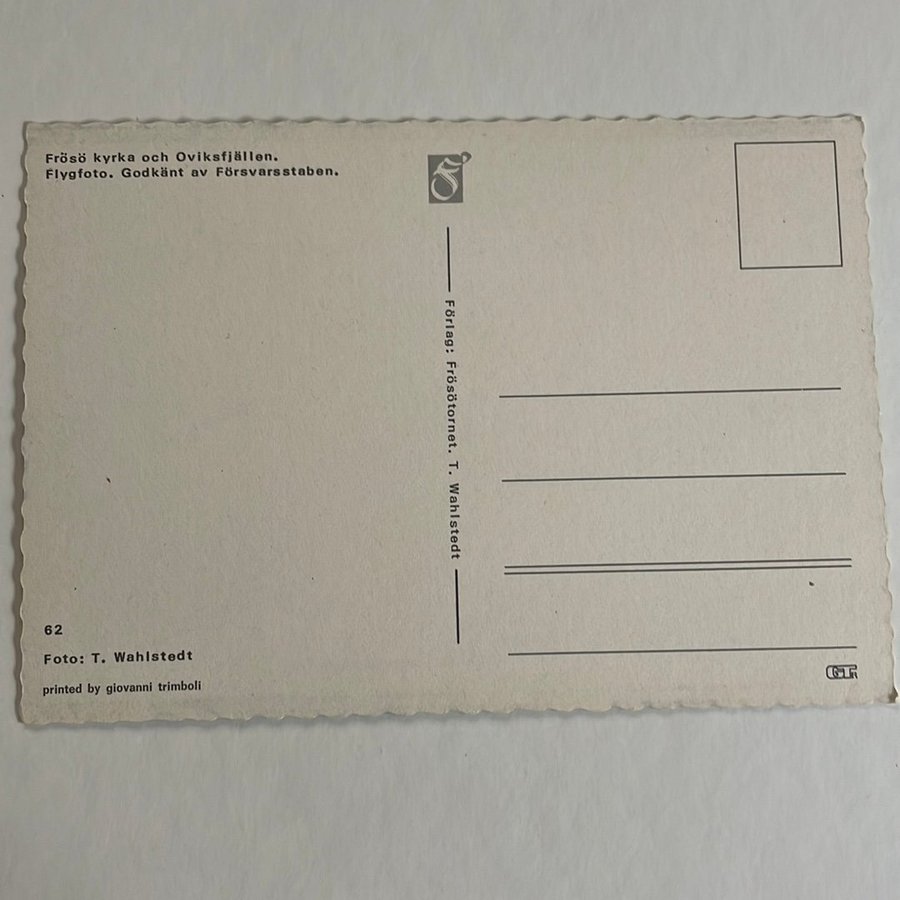 Frösö kyrka och Oviksfjällen.
Flygfoto. Godkänt av Försvarsstaben.
Förlag: Frösötornet. T. Wahlstedt
62
Foto: T. Wahlstedt
printed by giovanni trimboli